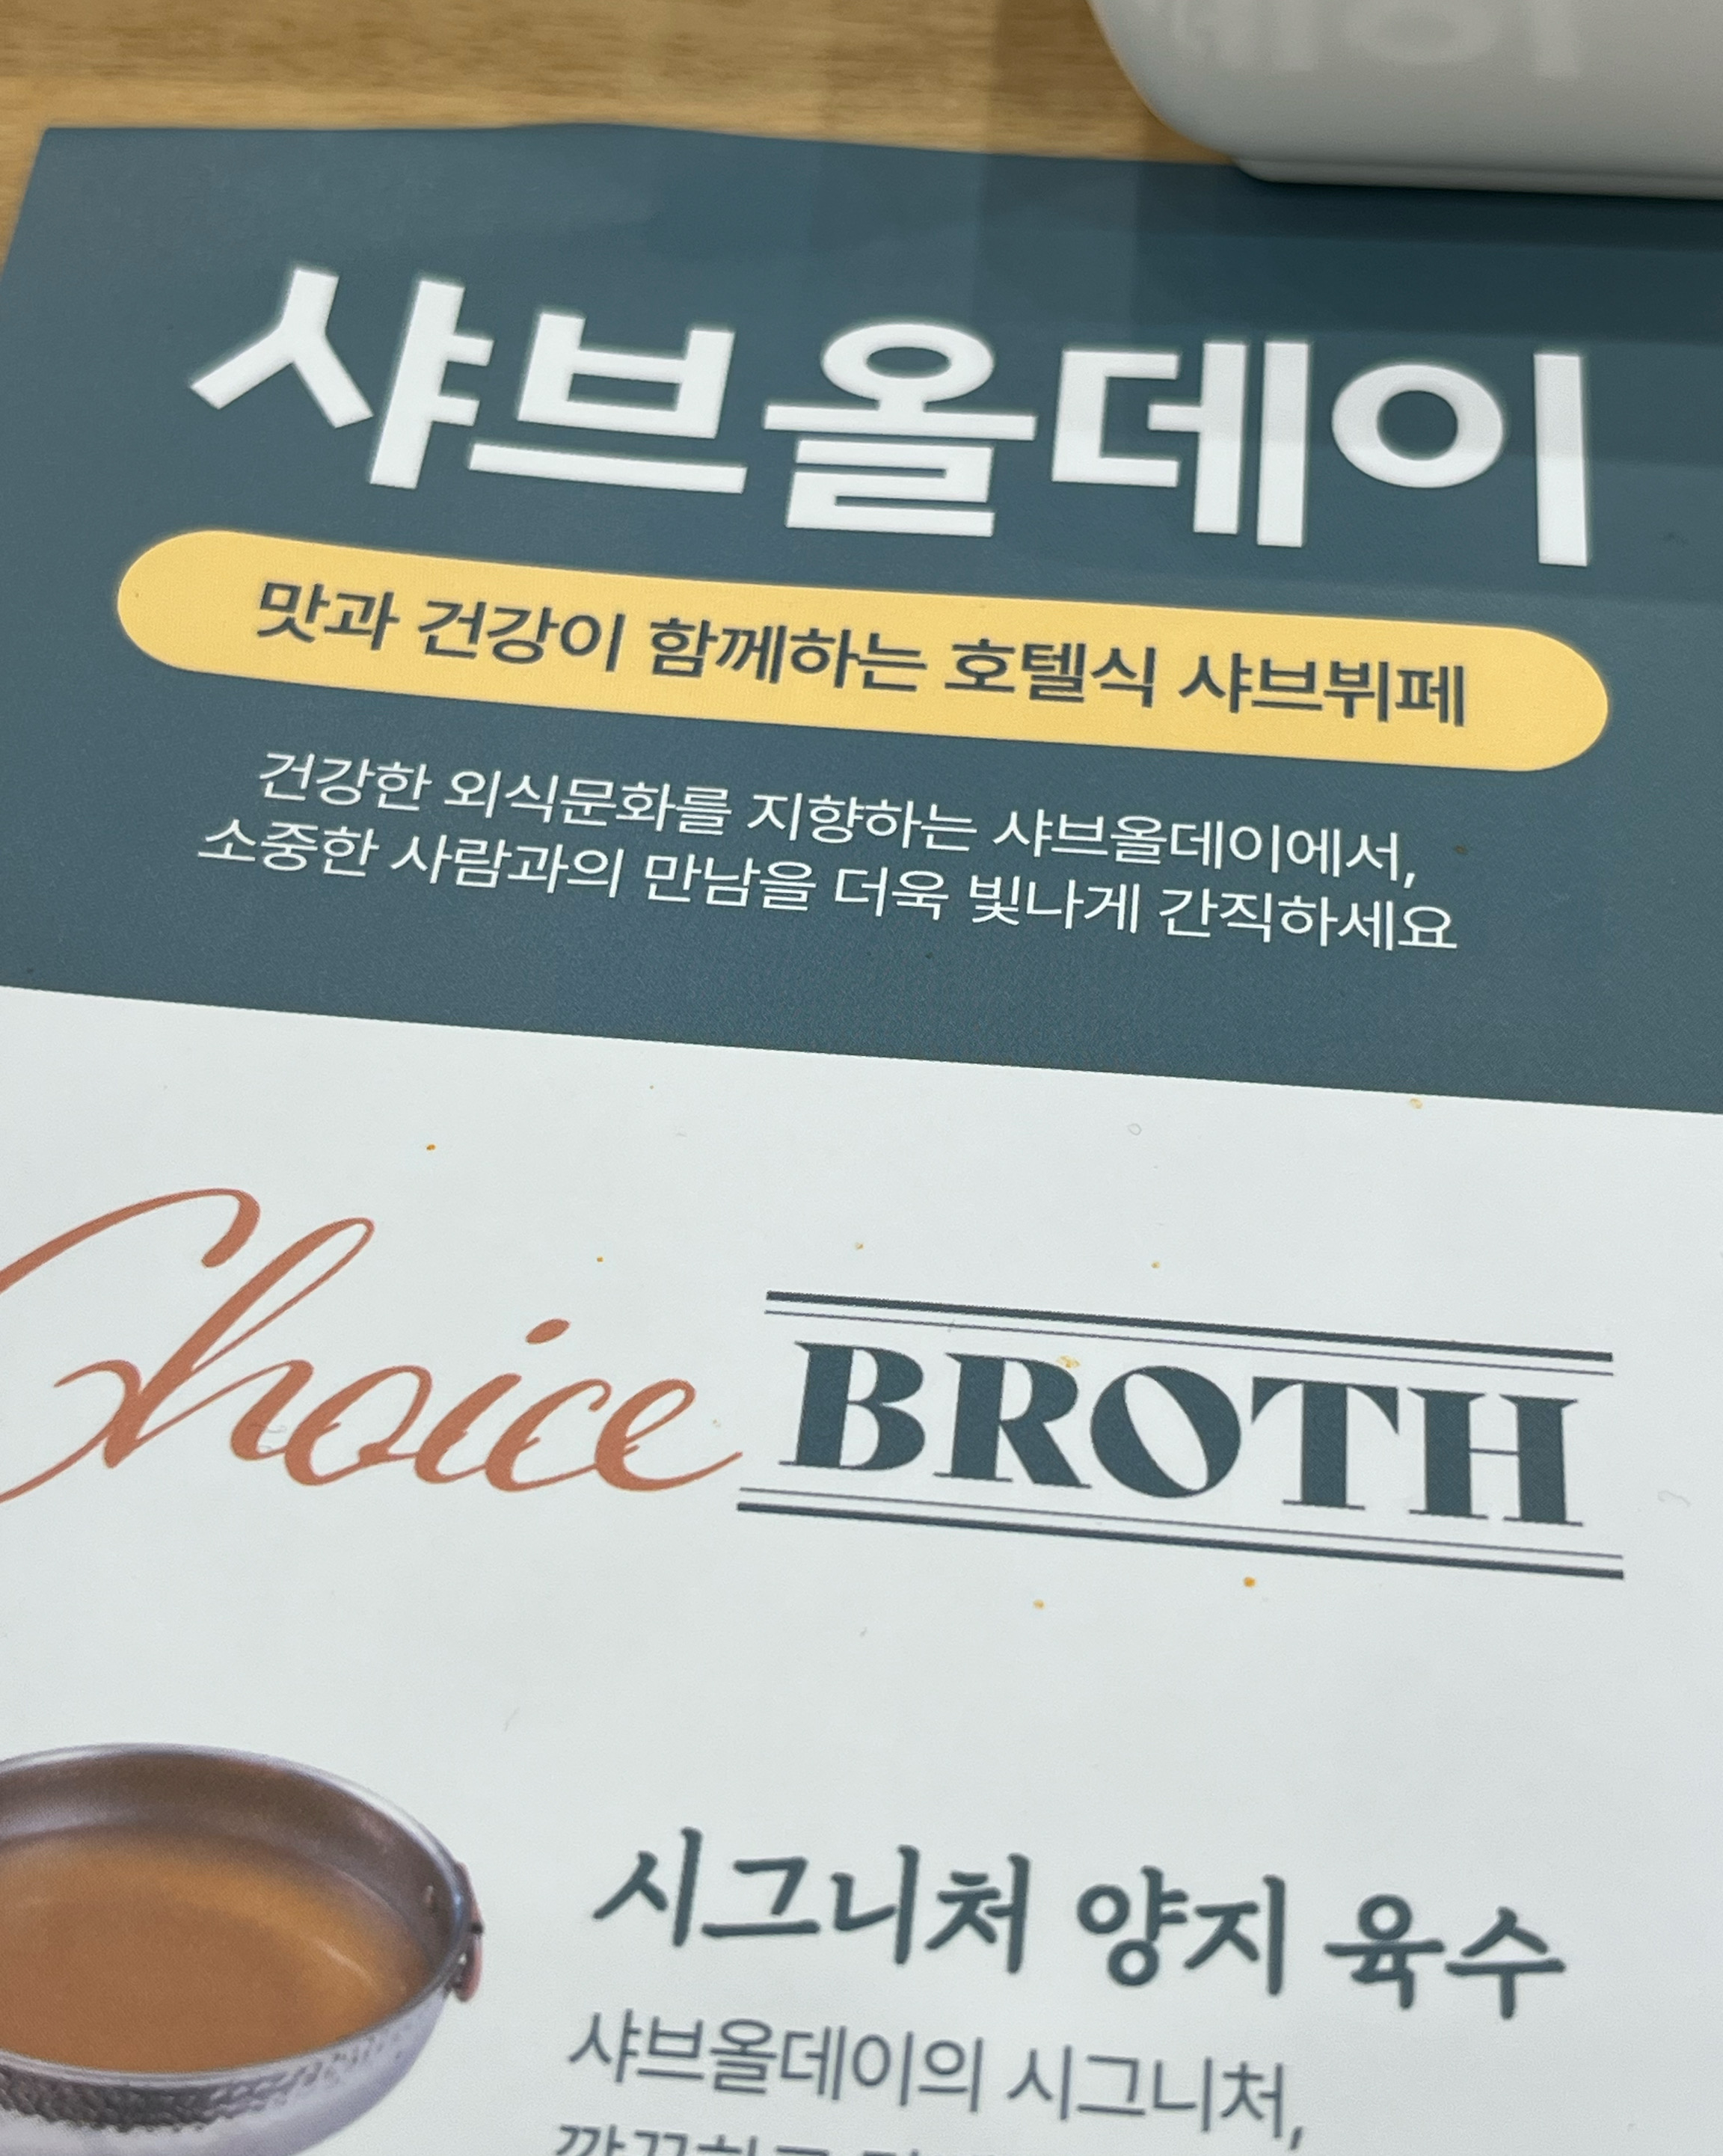 샤브올데이
맛과 건강이 함께하는 호텔식 샤브뷔페
건강한 외식문화를 지향하는 샤브올데이에서,
소중한 사람과의 만남을 더욱 빛나게 간직하세요
Choice BROTH
시그니처 양지 육수
샤브올데이의 시그니처,